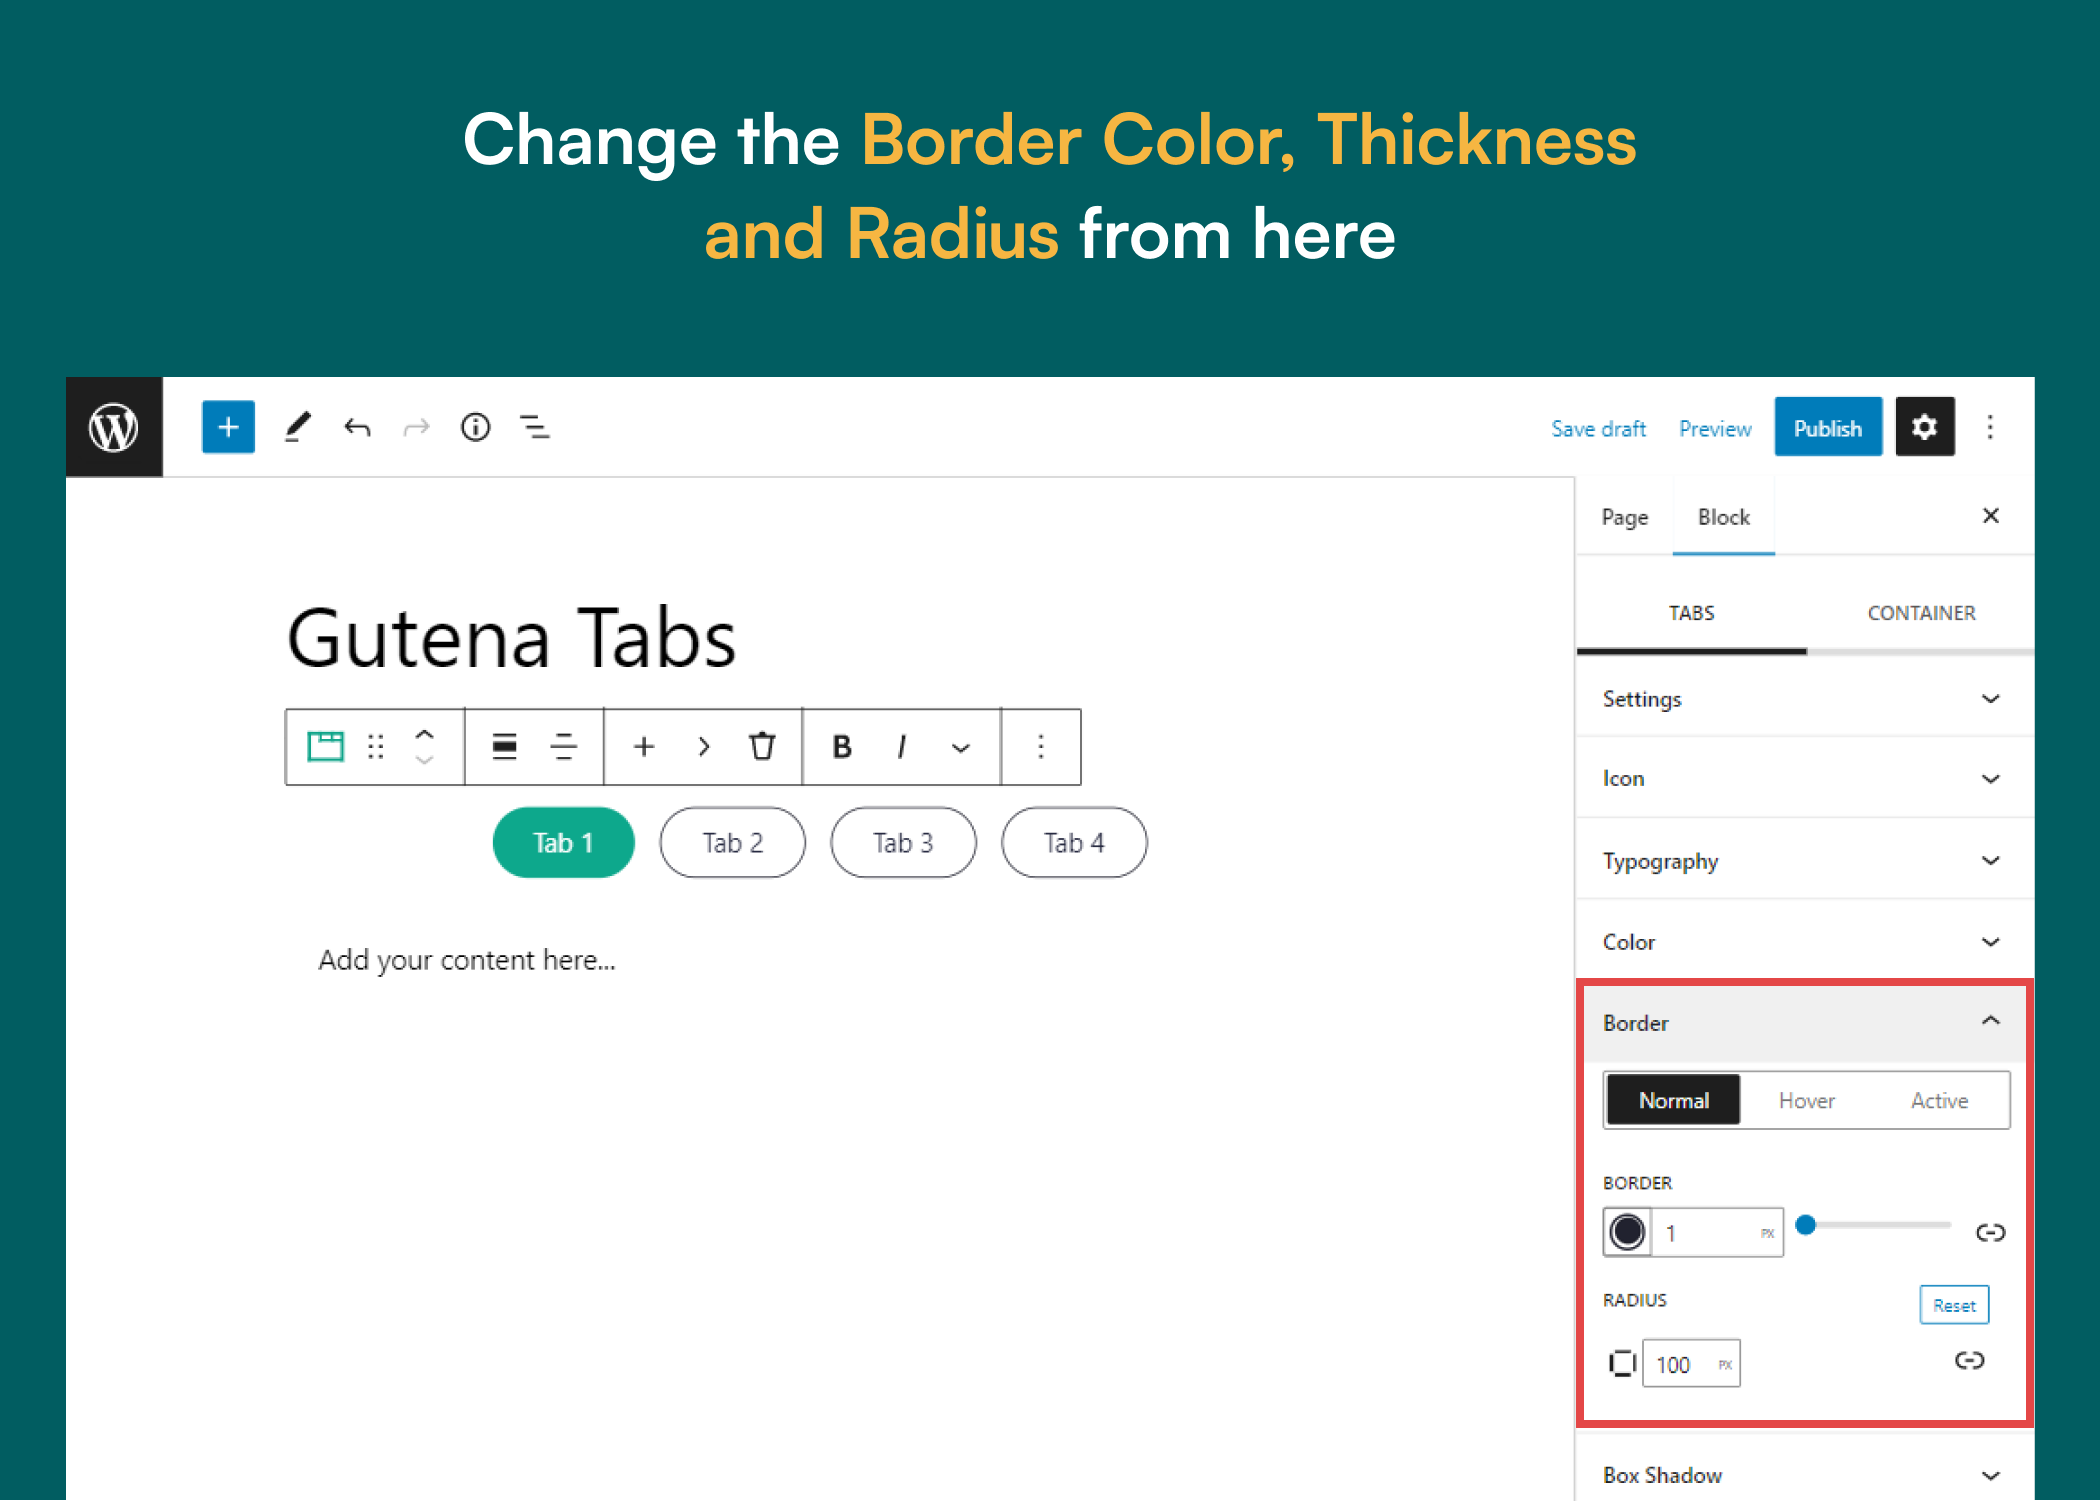 Change the Border Color, Thickness
and Radius from here
Save draft Preview Publish
Page Block
TABS CONTAINER
Gutena Tabs
Settings
B I
Icon
Tab 1 Tab 2 Tab 3 Tab 4
Typography
Color
Add your content here...
Border
Normal Hover Active
BORDER
1 PX
RADIUS Reset
100 PX
Box Shadow